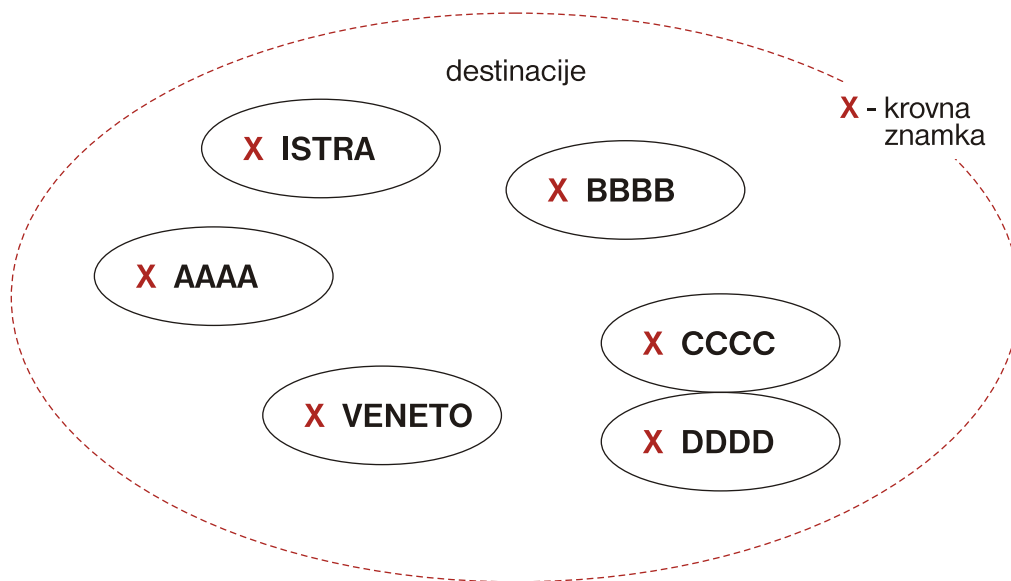 destinacije
X - krovna
znamka
X ISTRA
X BBBB
X AAAA
X CCCC
X VENETO
X DDDD